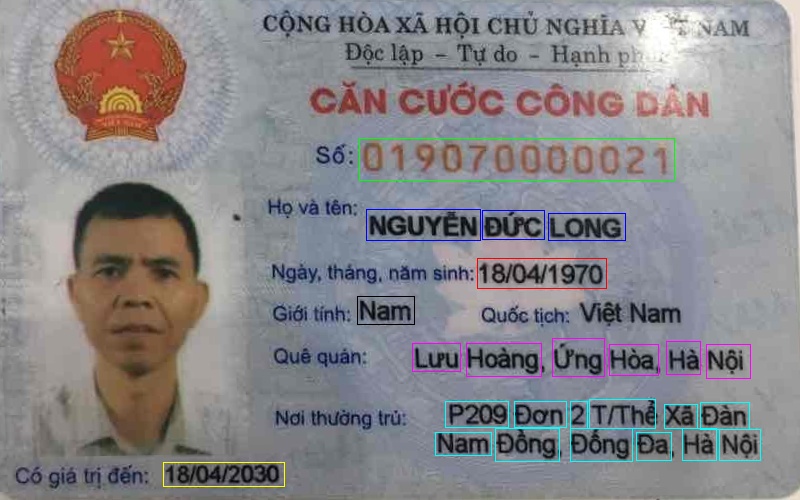 CỘNG HÒA XÃ HỘI CHỦ NGHĨA VIỆT NAM
Độc lập - Tự do - Hạnh phúc
CĂN CƯỚC CÔNG DÂN
Số: 019070000021
Họ và tên: NGUYỄN ĐỨC LONG
Ngày, tháng, năm sinh: 18/04/1970
Giới tính: Nam Quốc tịch: Việt Nam
Quê quán: Lưu Hoàng, Ứng Hòa, Hà Nội
Nơi thường trú: P209 Đơn 2 T/Thể Xã Đàn
Nam Đồng, Đống Đa, Hà Nội
Có giá trị đến: 18/04/2030